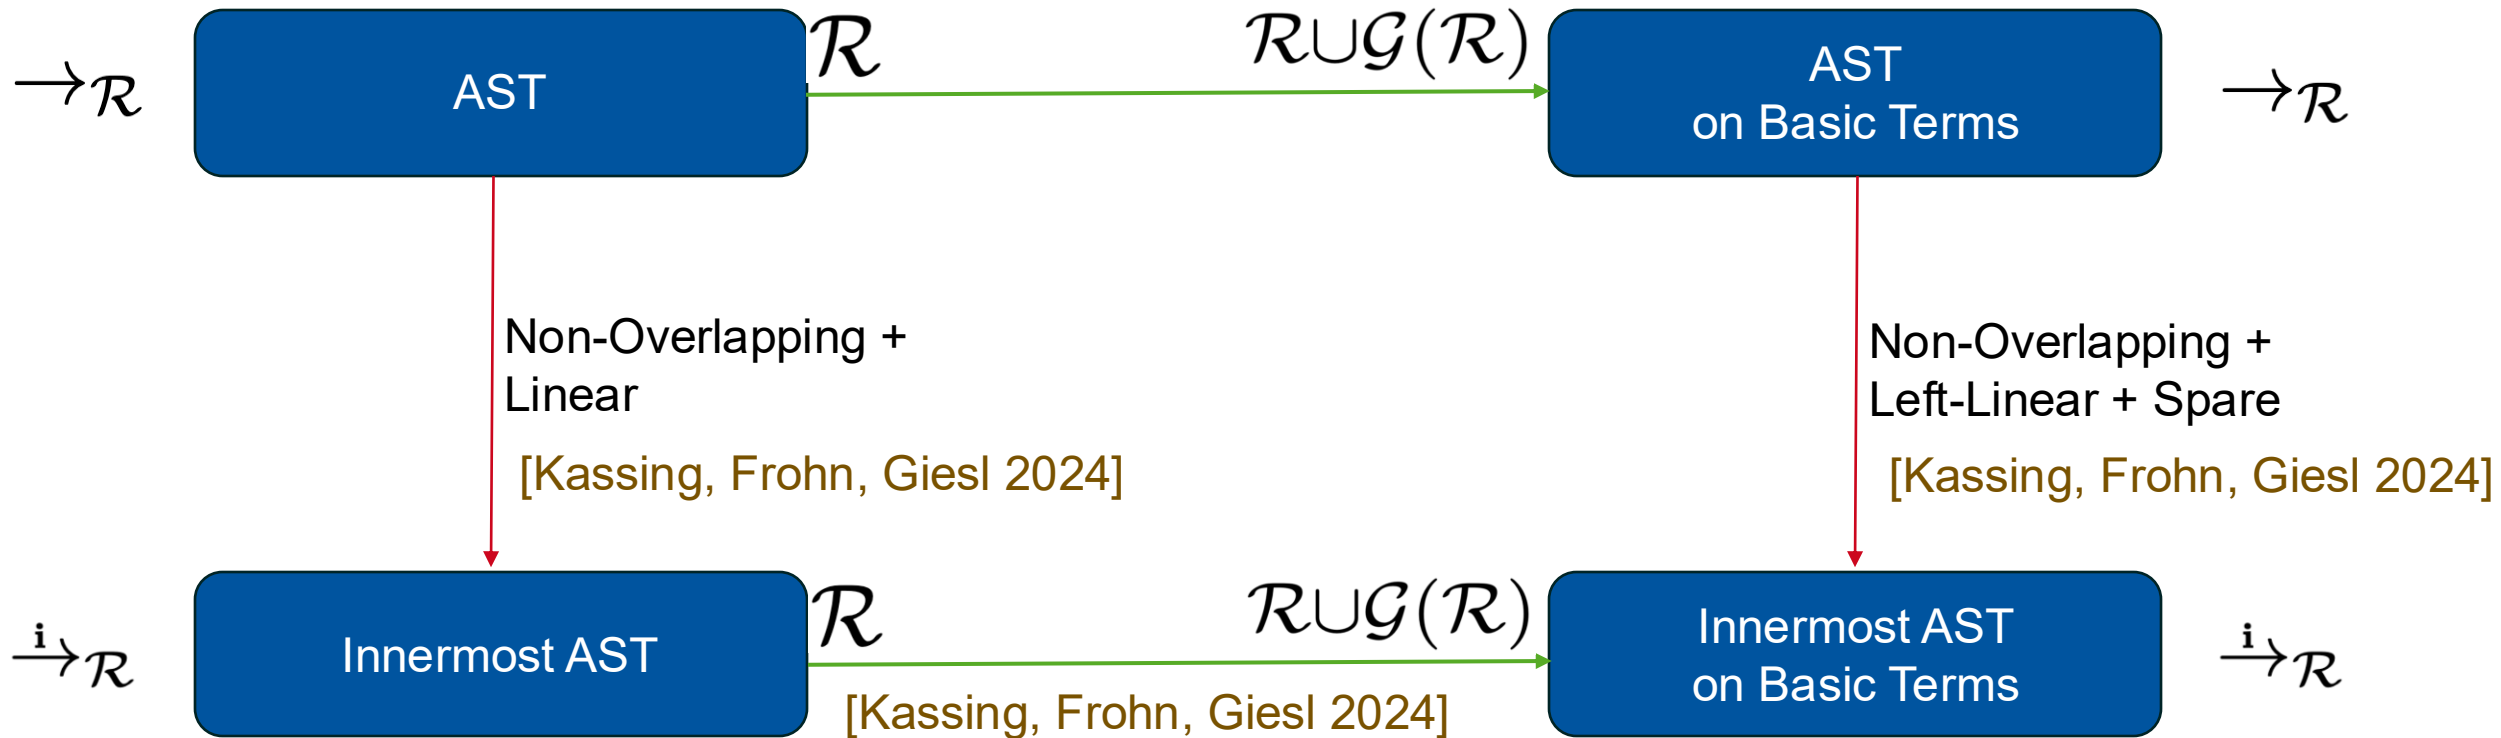 →R
AST
R
R∪G(R)
AST
on Basic Terms
→R
Non-Overlapping +
Linear
[Kassing, Frohn, Giesl 2024]
Non-Overlapping +
Left-Linear + Spare
[Kassing, Frohn, Giesl 2024]
i→R
Innermost AST
R
R∪G(R)
[Kassing, Frohn, Giesl 2024]
Innermost AST
on Basic Terms
i→R